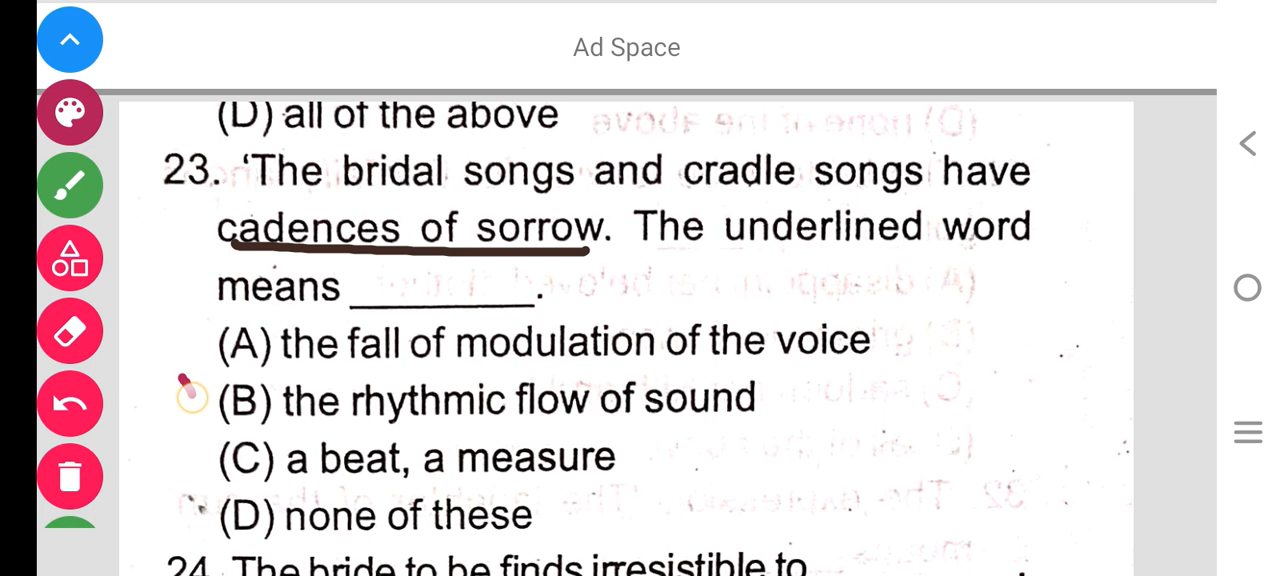 Ad Space
(D) all of the above
23. ‘The bridal songs and cradle songs have
cadences of sorrow. The underlined word
means _________.
(A) the fall of modulation of the voice
(B) the rhythmic flow of sound
(C) a beat, a measure
(D) none of these
24. The bride to be finds irresistible to